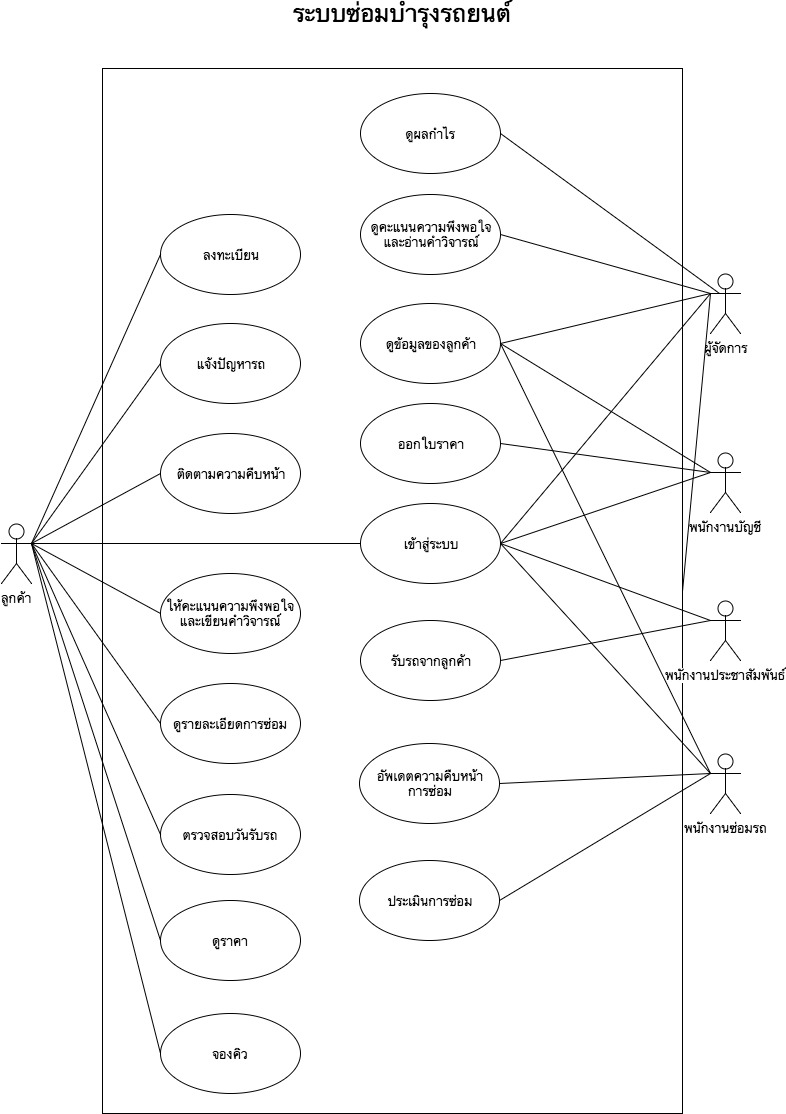 ระบบซ่อมบำรุงรถยนต์
ดูผลกำไร
ดูคะแนนความพึงพอใจ
และอ่านคำวิจารณ์
ลงทะเบียน
ผู้จัดการ
ดูข้อมูลของลูกค้า
แจ้งปัญหารถ
ออกใบราคา
ติดตามความคืบหน้า
พนักงานบัญชี
เข้าสู่ระบบ
ลูกค้า
ให้คะแนนความพึงพอใจ
และเขียนคำวิจารณ์
รับรถจากลูกค้า
พนักงานประชาสัมพันธ์
ดูรายละเอียดการซ่อม
อัพเดตความคืบหน้า
การซ่อม
พนักงานซ่อมรถ
ตรวจสอบวันรับรถ
ประเมินการซ่อม
ดูราคา
จองคิว